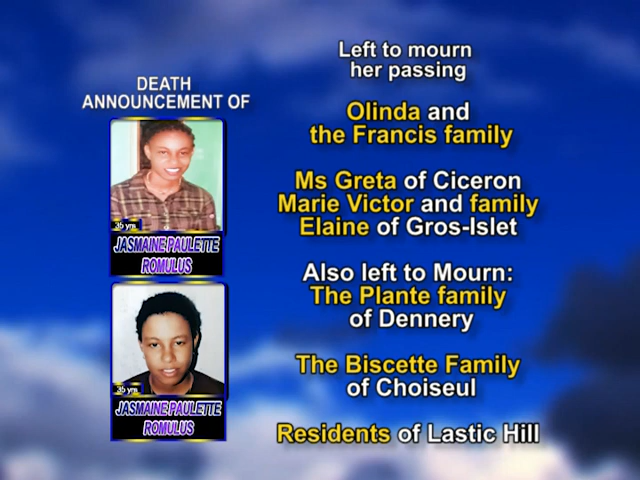 DEATH
ANNOUNCEMENT OF
35 yrs
JASMAINE PAULETTE
ROMULUS
35 yrs
JASMAINE PAULETTE
ROMULUS
Left to mourn
her passing
Olinda and
the Francis family
Ms Greta of Ciceron
Marie Victor and family
Elaine of Gros-Islet
Also left to Mourn:
The Plante family
of Dennery
The Biscette Family
of Choiseul
Residents of Lastic Hill